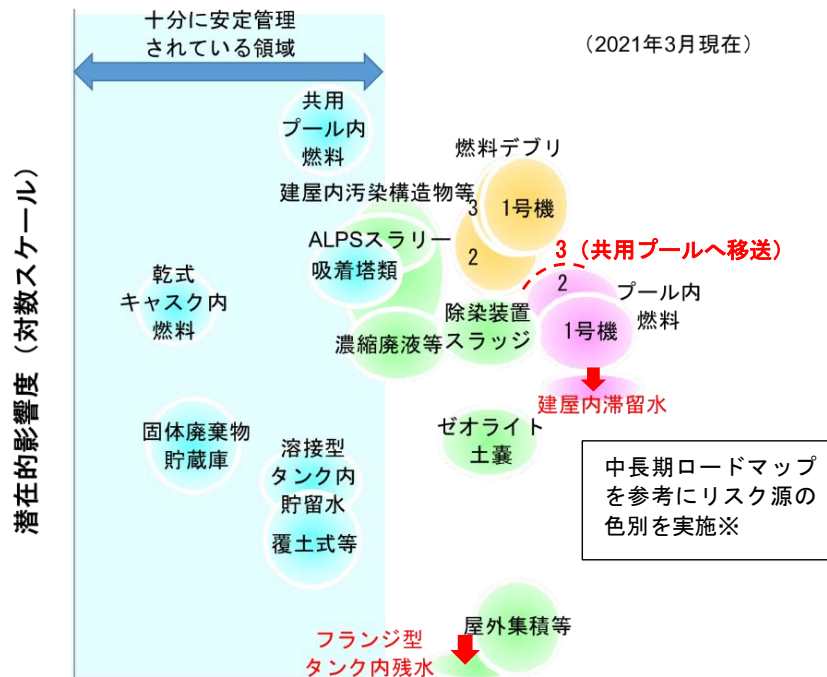 十分に安定管理
されている領域
（2021年3月現在）
潜在的影響度（対数スケール）
共用
プール内
燃料
燃料デブリ
建屋内汚染構造物等
3
1号機
ALPSスラリー
2
吸着塔類
3（共用プールへ移送）
2
プール内
燃料
1号機
乾式
キャスク内
燃料
除染装置
スラッジ
濃縮廃液等
建屋内滞留水
固体廃棄物
貯蔵庫
溶接型
タンク内
貯留水
ゼオライト
土嚢
覆土式等
中長期ロードマップ
を参考にリスク源の
色別を実施※
屋外集積等
フランジ型
タンク内残水